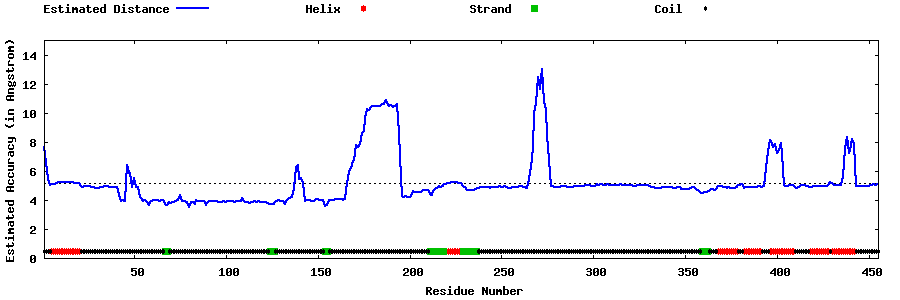 Estimated Distance Helix Strand Coil
Estimated Accuracy (in Angstrom)
14
12
10
8
6
4
2
0
50 100 150 200 250 300 350 400 450
Residue Number